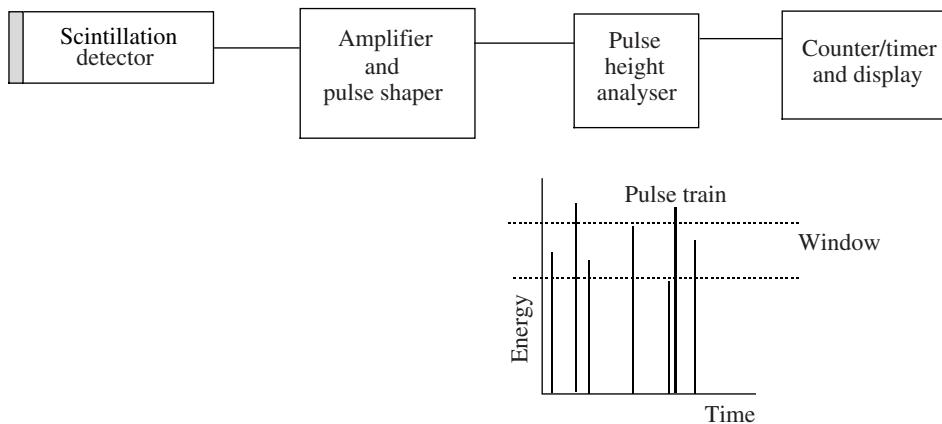 Scintillation
detector
Amplifier
and
pulse shaper
Pulse
height
analyser
Counter/timer
and display
Pulse train
Window
Energy
Time